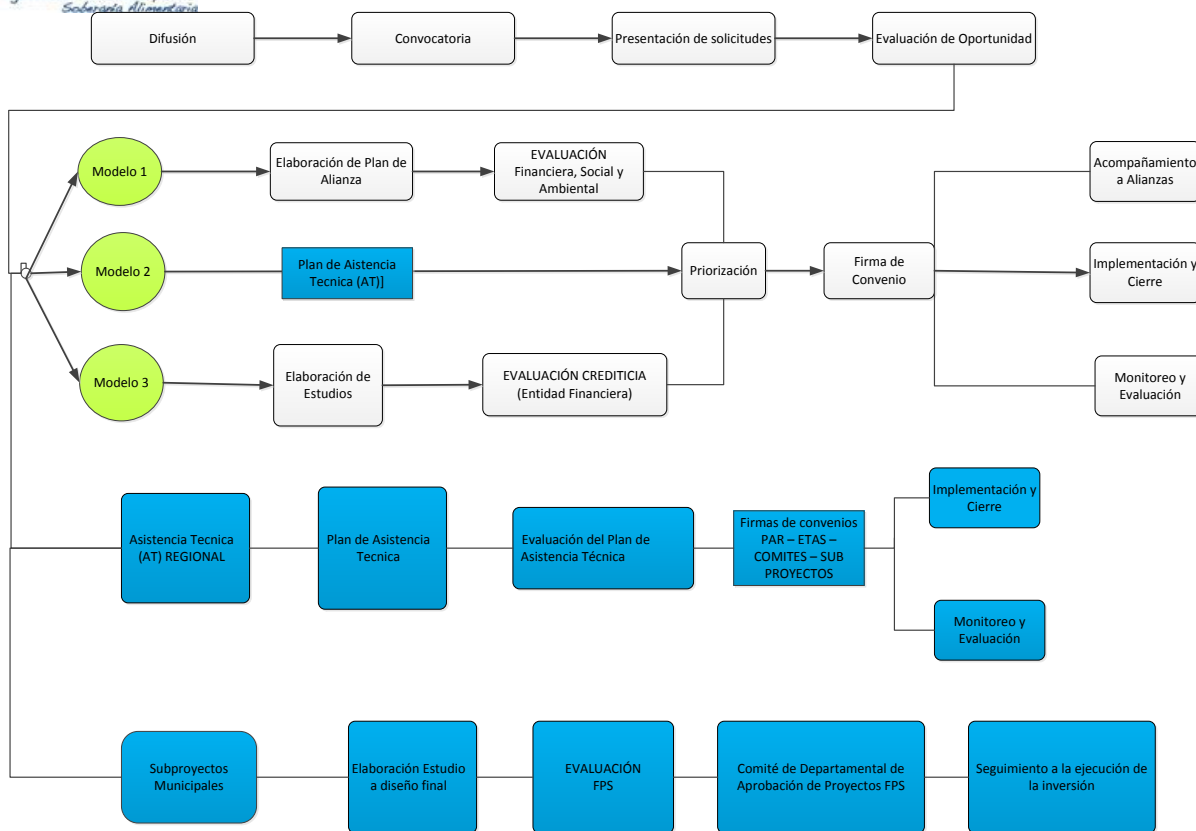 Soberanía Alimentaria
Difusión
Convocatoria
Presentación de solicitudes
Evaluación de Oportunidad
Modelo 1
Elaboración de Plan de
Alianza
EVALUACIÓN
Financiera, Social y
Ambiental
Acompañamiento
a Alianzas
Modelo 2
Plan de Aistencia
Tecnica (AT)]
Priorización
Firma de
Convenio
Implementación y
Cierre
Modelo 3
Elaboración de
Estudios
EVALUACIÓN CREDITICIA
(Entidad Financiera)
Monitoreo y
Evaluación
Asistencia Tecnica
(AT) REGIONAL
Plan de Asistencia
Tecnica
Evaluación del Plan de
Asistencia Técnica
Firmas de convenios
PAR – ETAS –
COMITES – SUB
PROYECTOS
Implementación y
Cierre
Monitoreo y
Evaluación
Subproyectos
Municipales
Elaboración Estudio
a diseño final
EVALUACIÓN
FPS
Comité de Departamental de
Aprobación de Proyectos FPS
Seguimiento a la ejecución de
la inversión